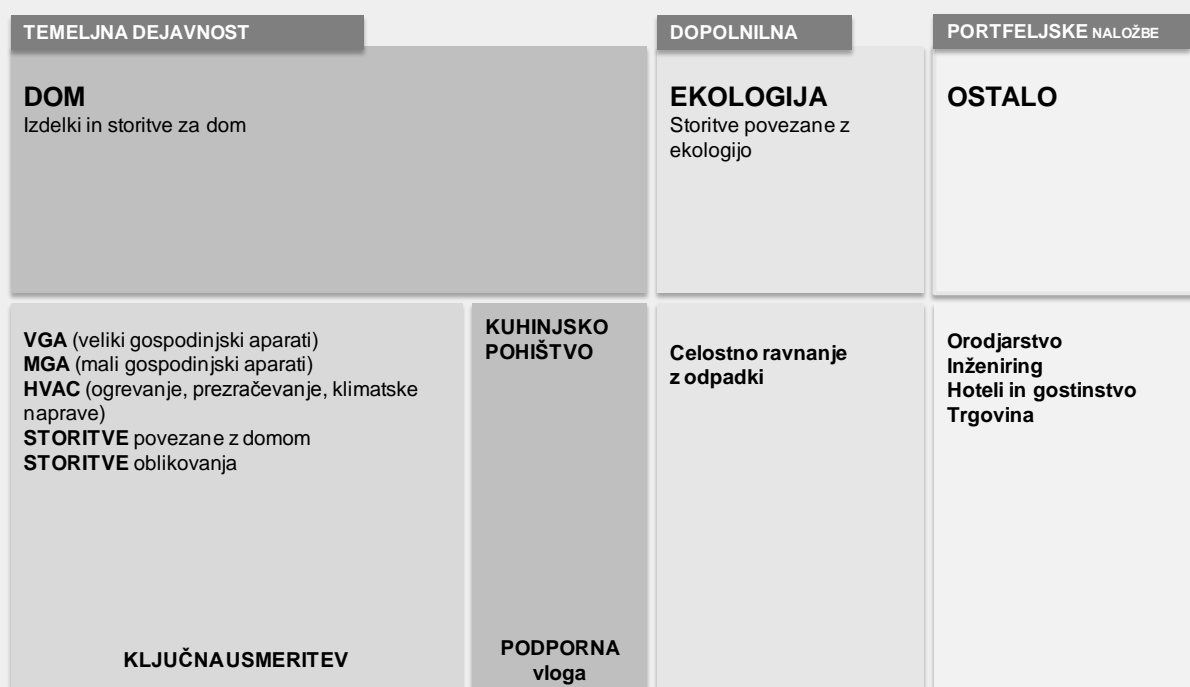 TEMELJNA DEJAVNOST
DOM
Izdelki in storitve za dom
DOPOLNILNA
EKOLOGIJA
Storitve povezane z
ekologijo
PORTFELJSKE NALOŽBE
OSTALO
VGA (veliki gospodinjski aparati)
MGA (mali gospodinjski aparati)
HVAC (ogrevanje, prezračevanje, klimatske
naprave)
STORITVE povezane z domom
STORITVE oblikovanja
KLJUČNA USMERITEV
KUHINJSKO
POHIŠTVO
PODPORNA
vloga
Celostno ravnanje
z odpadki
Orodjarstvo
Inženiring
Hoteli in gostinstvo
Trgovina